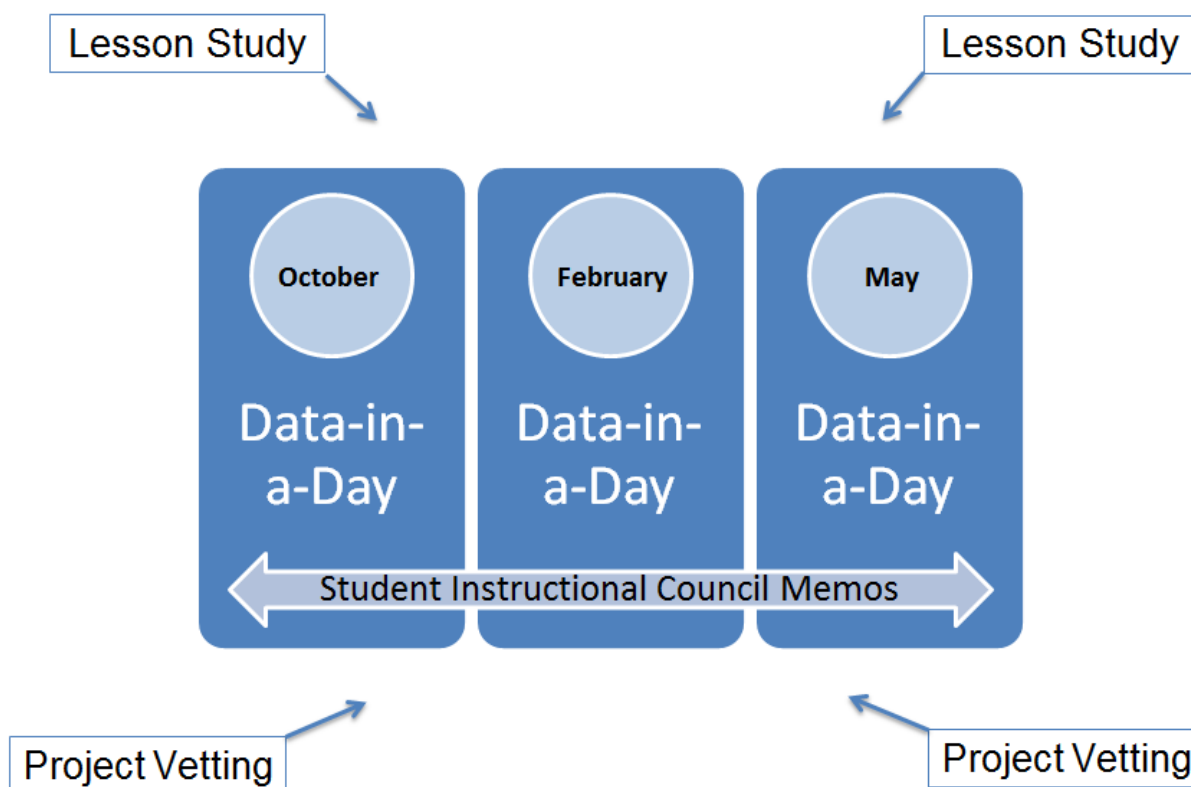 Lesson Study
Lesson Study
October
February
May
Data-in-
a-Day
Data-in-
a-Day
Data-in-
a-Day
Student Instructional Council Memos
Project Vetting
Project Vetting